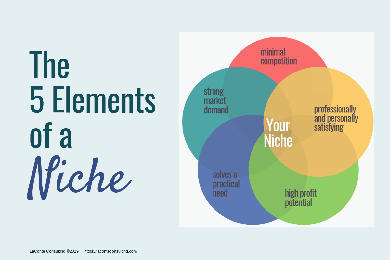 The
5 Elements
of a
Niche
minimal
competition
strong
market
demand
professionally
and personally
satisfying
Your
Niche
solves a
practical
need
high profit
potential